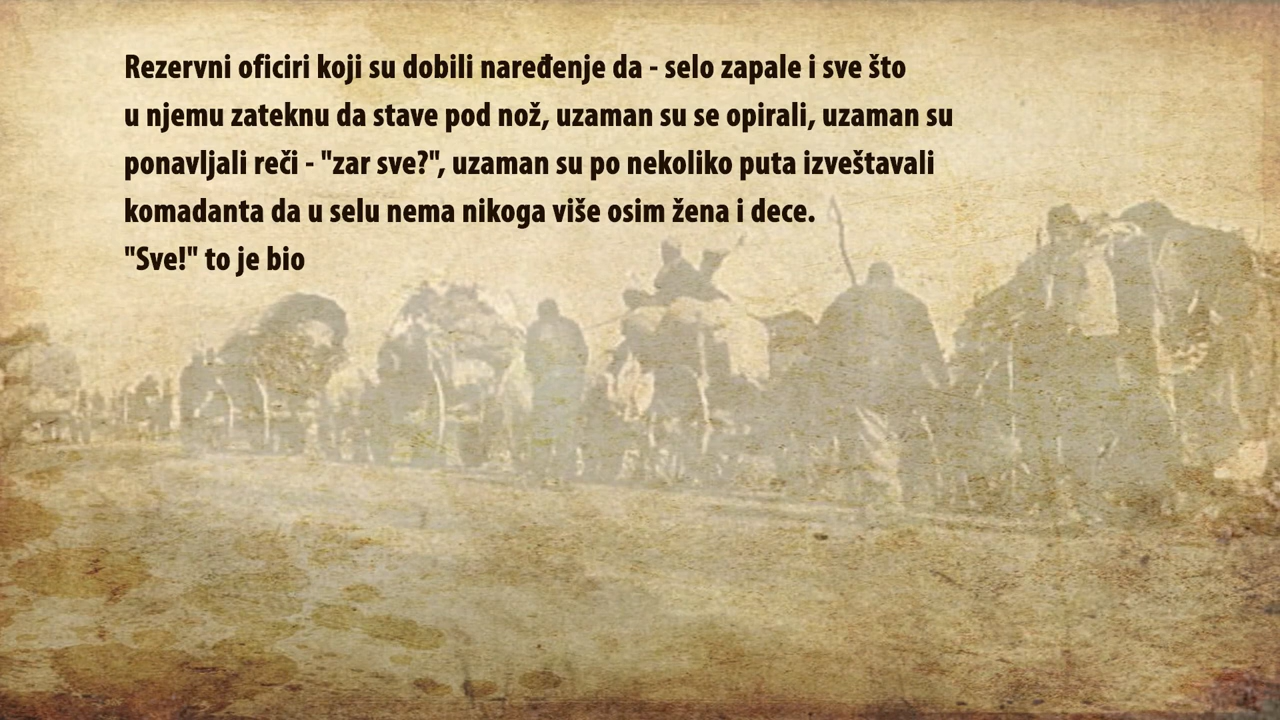 Rezervni oficiri koji su dobili naređenje da - selo zapale i sve što
u njemu zateknu da stave pod nož, uzaman su se opirali, uzaman su
ponavljali reči - "zar sve?", uzaman su po nekoliko puta izveštavali
komadanta da u selu nema nikoga više osim žena i dece.
"Sve!" to je bio